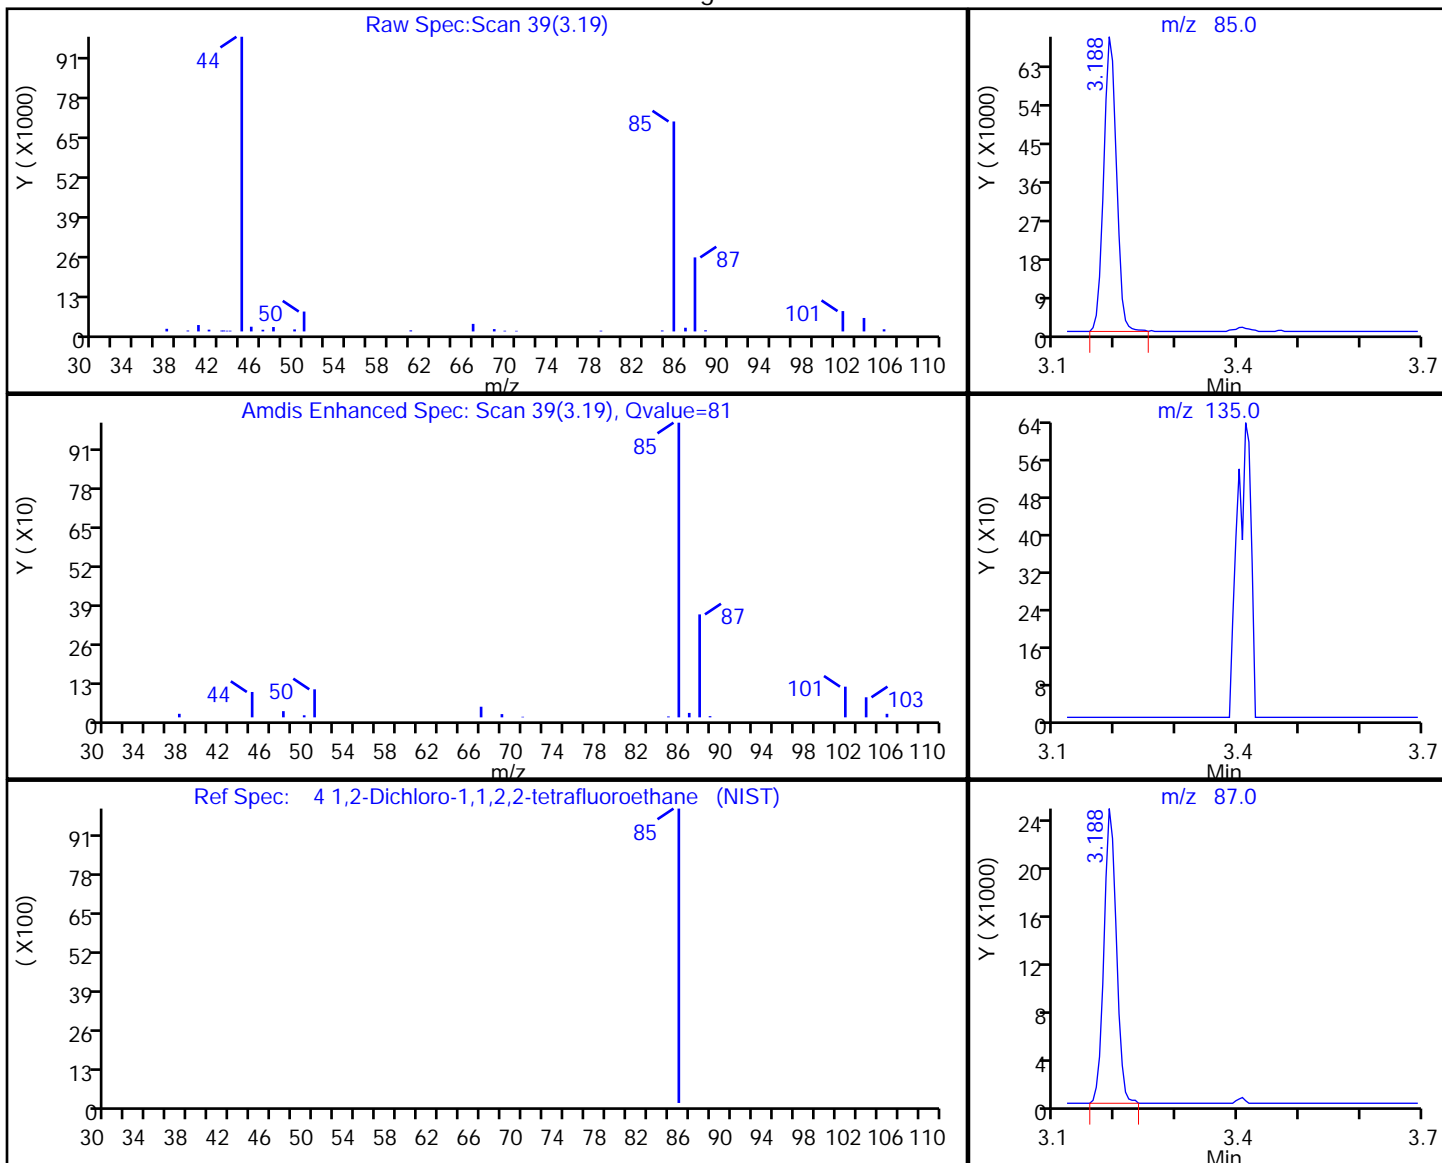 Raw Spec:Scan 39(3.19)
Y ( X1000)
91
78
65
52
39
26
13
0
44
50
85
87
101
30 34 38 42 46 50 54 58 62 66 70 74 78 82 86 90 94 98 102 106 110
m/z
m/z 85.0
Y ( X1000)
63
54
45
36
27
18
9
0
3.188
3.1 3.4 3.7
Min
Amdis Enhanced Spec: Scan 39(3.19), Qvalue=81
Y ( X10)
91
78
65
52
39
26
13
0
44
50
85
87
101
103
30 34 38 42 46 50 54 58 62 66 70 74 78 82 86 90 94 98 102 106 110
m/z
m/z 135.0
Y ( X10)
64
56
48
40
32
24
16
8
0
3.1 3.4 3.7
Min
Ref Spec: 4 1,2-Dichloro-1,1,2,2-tetrafluoroethane (NIST)
( X100)
91
78
65
52
39
26
13
0
85
30 34 38 42 46 50 54 58 62 66 70 74 78 82 86 90 94 98 102 106 110
m/z 87.0
Y ( X1000)
24
20
16
12
8
4
0
3.188
3.1 3.4 3.7
Min